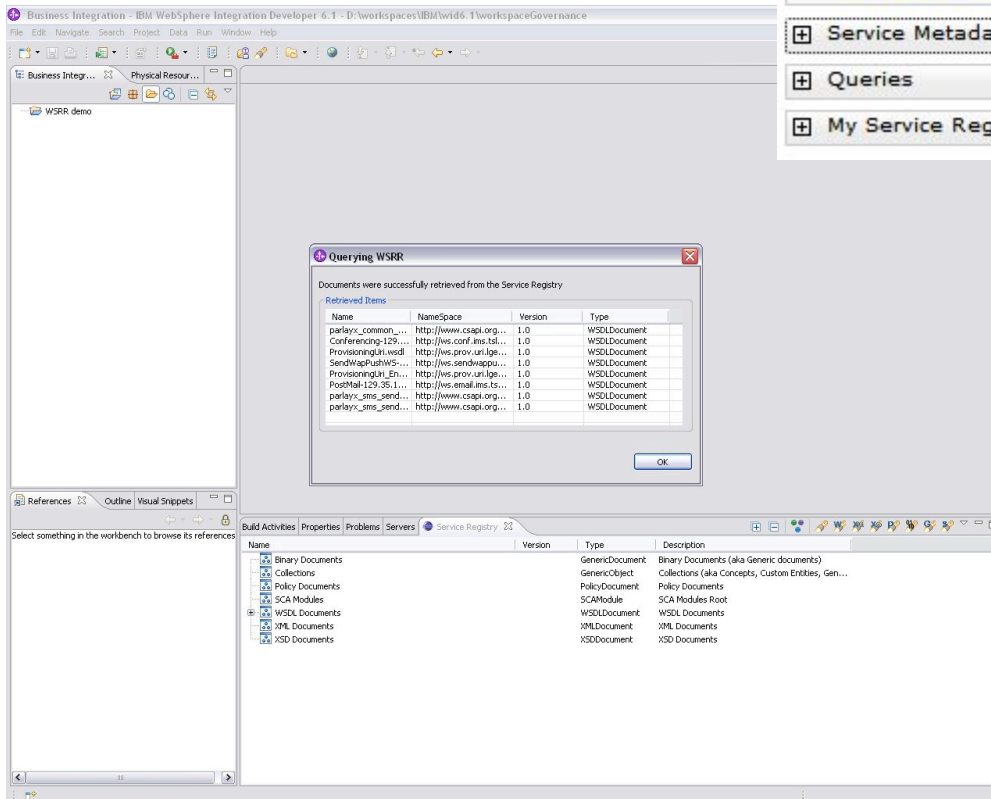 Business Integration - IBM WebSphere Integration Developer 6.1 - D:\workspaces\IBM\wid6.1\workspaceGovernance
File Edit Navigate Search Project Data Run Window Help
Business Integr... Physical Resour...
WSRR demo
Service Metada
Queries
My Service Reg
Querying WSRR
Documents were successfully retrieved from the Service Registry
Retrieved Items
Name NameSpace Version Type
parlayx_common_... http://www.csapi.org... 1.0 WSDLDocument
Conferencing-129.... http://ws.conf.ims.tsl... 1.0 WSDLDocument
ProvisioningUri.wsdl http://ws.prov.uri.lge... 1.0 WSDLDocument
SendWapPushWS-... http://ws.sendwappu... 1.0 WSDLDocument
ProvisioningUri_En... http://ws.prov.uri.lge... 1.0 WSDLDocument
PostMail-129.35.1... http://ws.email.ims.ts... 1.0 WSDLDocument
parlayx_sms_send... http://www.csapi.org... 1.0 WSDLDocument
parlayx_sms_send... http://www.csapi.org... 1.0 WSDLDocument
OK
References Outline Visual Snippets
Select something in the workbench to browse its references
Build Activities Properties Problems Servers Service Registry
Name Version Type Description
Binary Documents GenericDocument Binary Documents (aka Generic documents)
Collections GenericObject Collections (aka Concepts, Custom Entities, Gen...
Policy Documents PolicyDocument Policy Documents
SCA Modules SCAModule SCA Modules Root
WSDL Documents WSDLDocument WSDL Documents
XML Documents XMLDocument XML Documents
XSD Documents XSDDocument XSD Documents